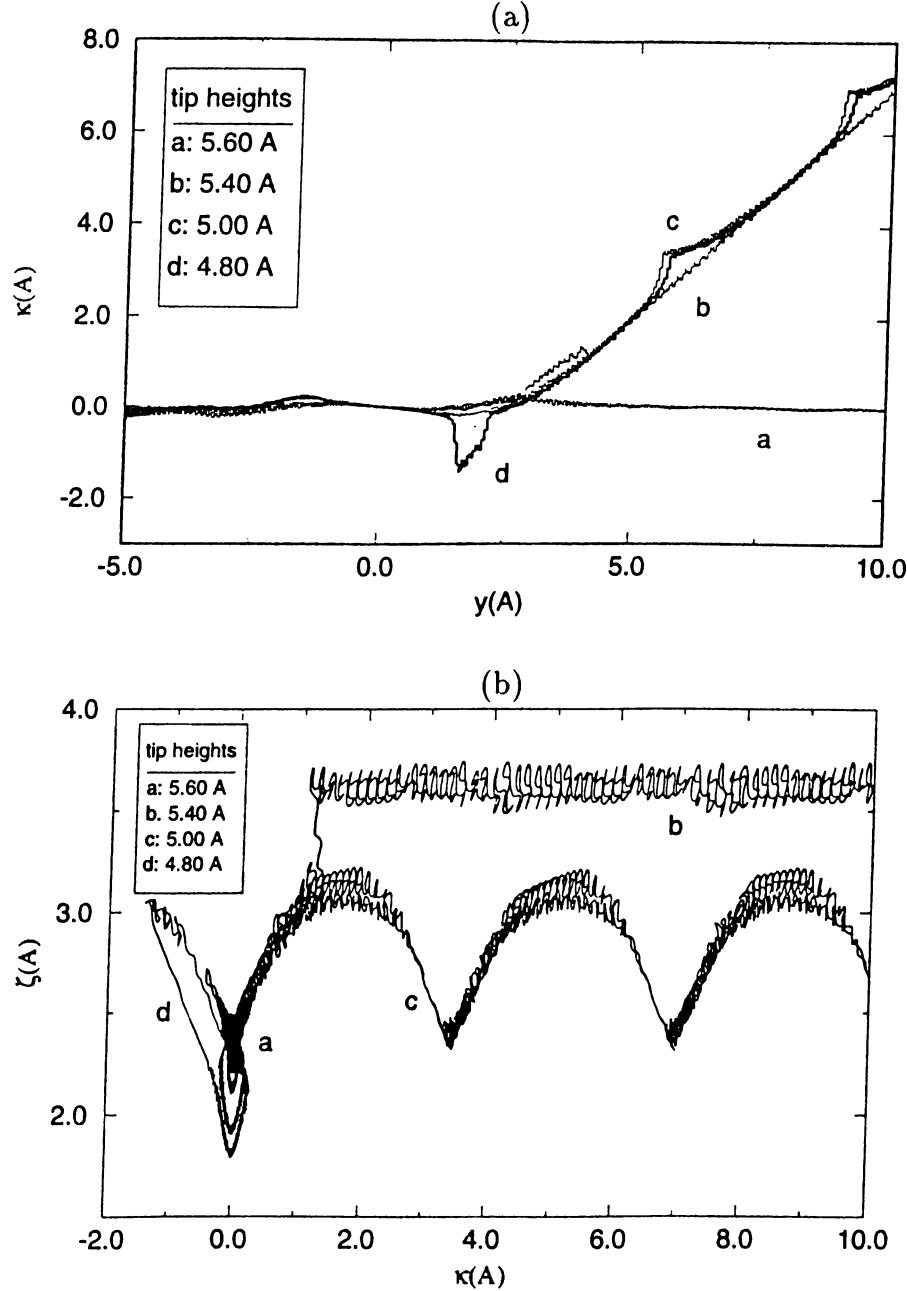 (a)
8.0
6.0
4.0
2.0
0.0
-2.0
κ(A)
tip heights
a: 5.60 A
b: 5.40 A
c: 5.00 A
d: 4.80 A
c
b
a
d
-5.0 0.0 5.0 10.0
y(A)
(b)
4.0
3.0
2.0
ζ(A)
tip heights
a: 5.60 A
b. 5.40 A
c: 5.00 A
d: 4.80 A
b
d
c
a
-2.0 0.0 2.0 4.0 6.0 8.0 10.0
κ(A)